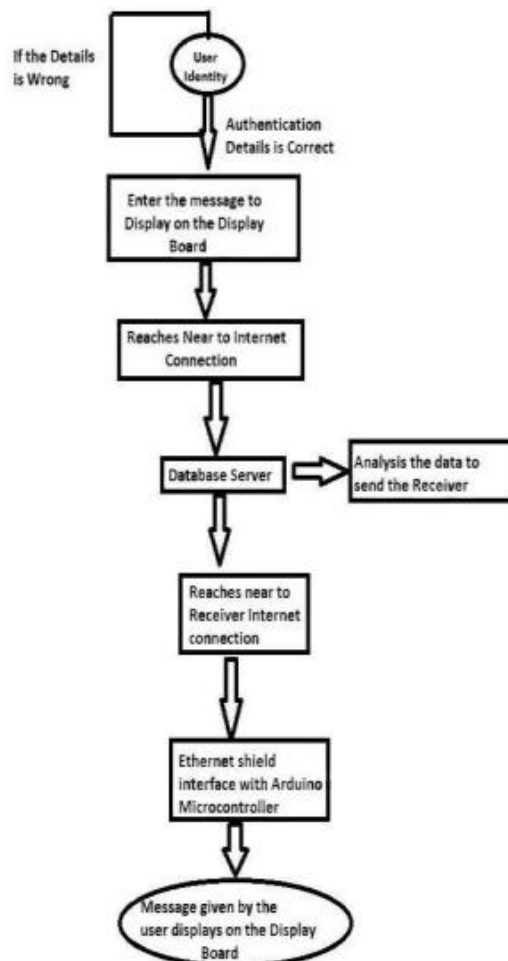 If the Details
is Wrong
User
Identity
Authentication
Details is Correct
Enter the message to
Display on the Display
Board
Reaches Near to Internet
Connection
Database Server
Analysis the data to
send the Receiver
Reaches near to
Receiver Internet
connection
Ethernet shield
interface with Arduino
Microcontroller
Message given by the
user displays on the Display
Board